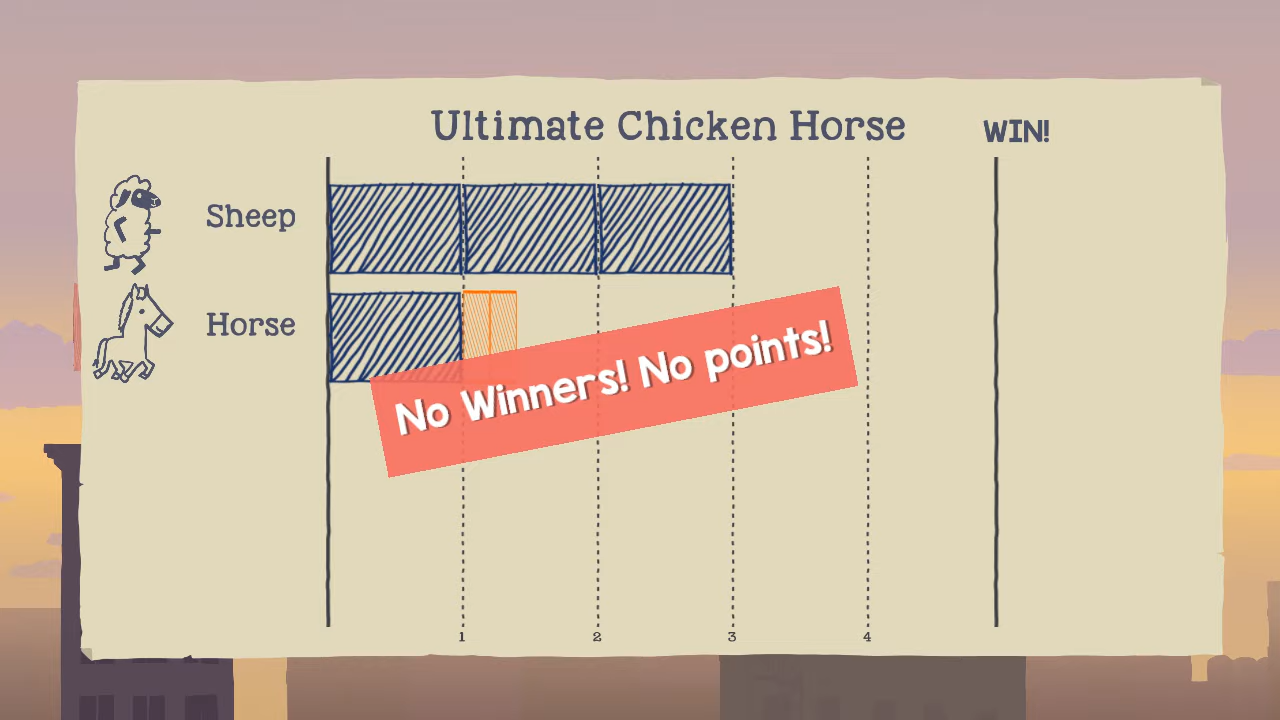 Ultimate Chicken Horse
WIN!
Sheep
Horse
No Winners! No points!
1 2 3 4